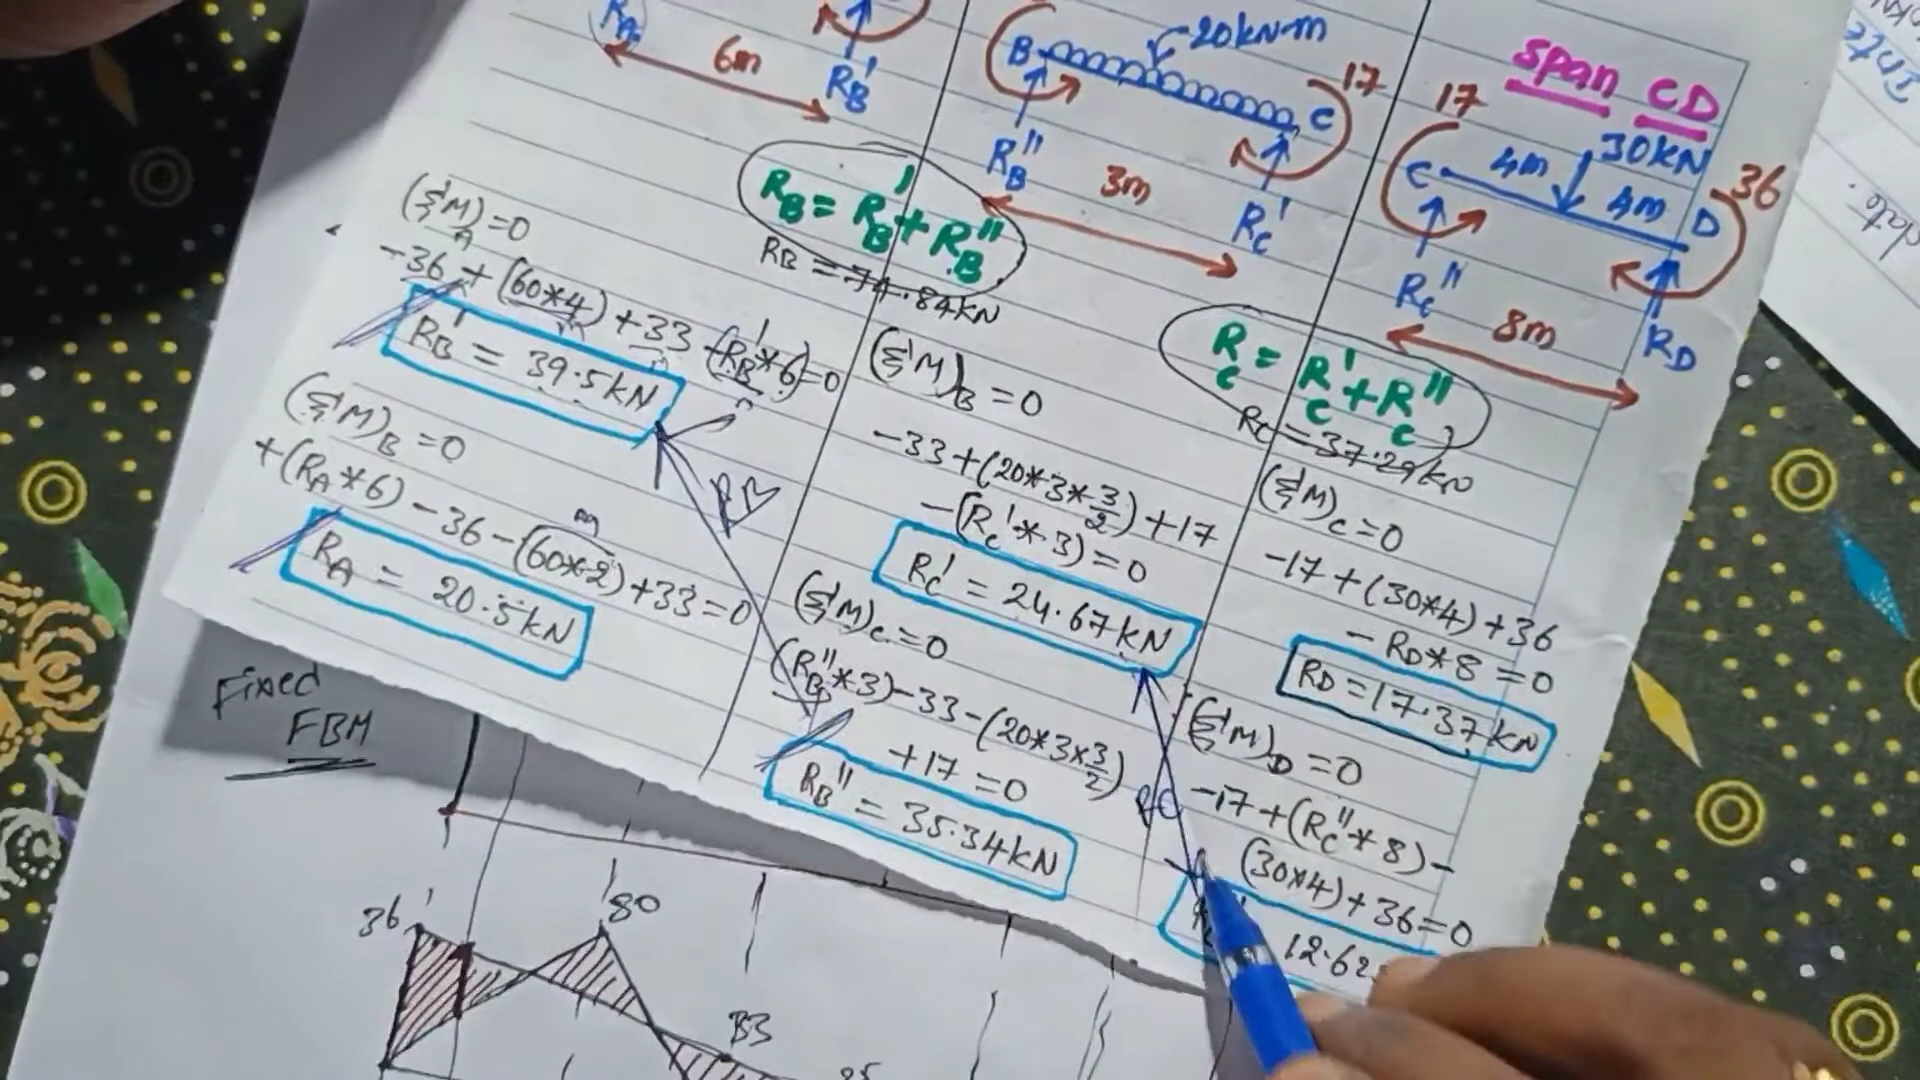 RA
6m
RB'
(ΣM)A=0
-36+(60*4)+33-(RB'*6)=0
RB' = 39.5kN
(ΣM)B=0
+(RA*6)-36-(60*2)+33=0
RA = 20.5kN
RB
RB=RB'+RB''
RB = 74.84kN
B
20kN-m
17
C
RB''
3m
RC'
(ΣM)B=0
-33+(20*3*3/2)+17
-(RC'*3)=0
RC' = 24.67kN
(ΣM)C=0
(RB''*3)-33-(20*3*3/2)
+17=0
RB'' = 35.34kN
RC
Span CD
17
30kN
36
C
4m
4m
D
RC''
8m
RD
RC=RC'+RC''
RC=37.29kN
(ΣM)C=0
-17+(30*4)+36
-RD*8=0
RD=17.37kN
(ΣM)D=0
-17+(RC''*8)-
(30*4)+36=0
12.62
Fixed
FBM
36
80
33